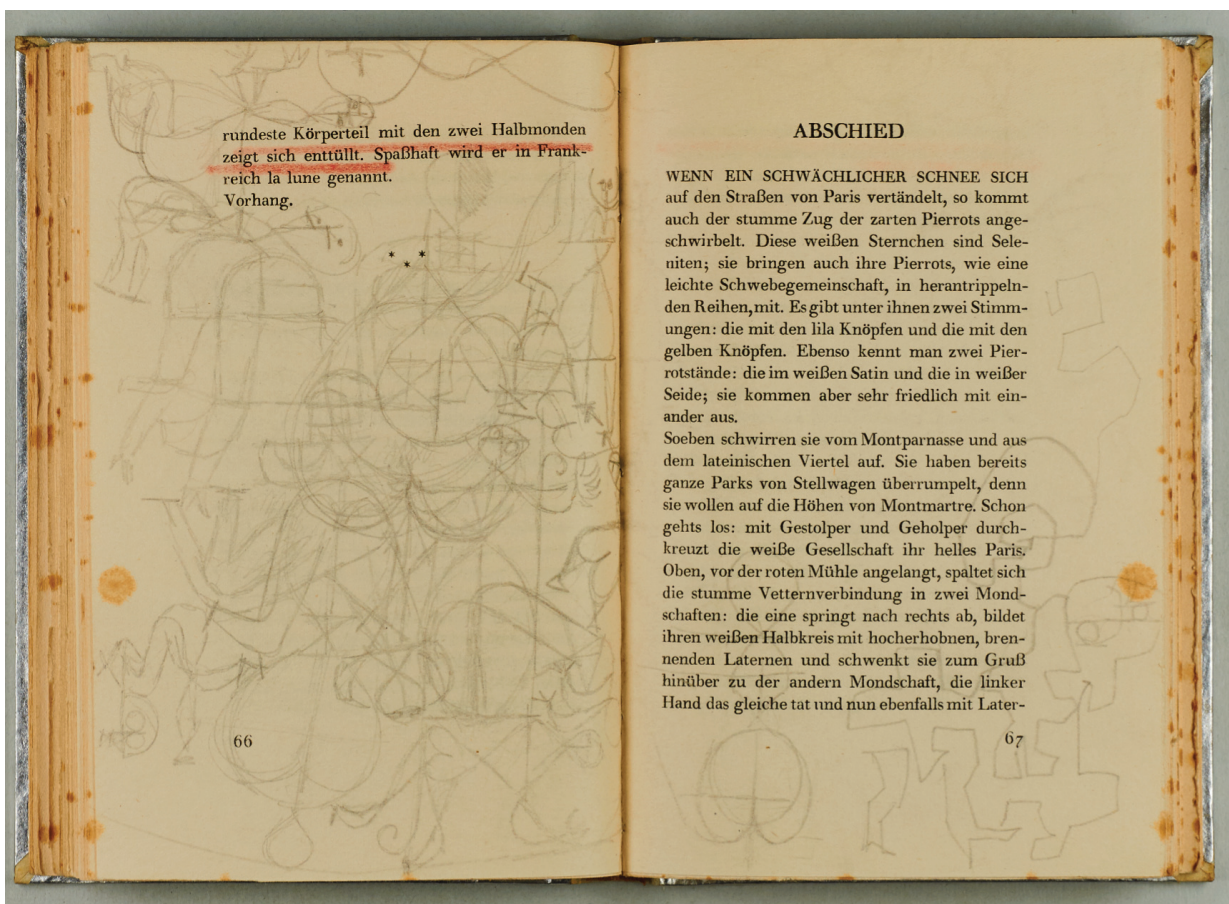 rundeste Körperteil mit den zwei Halbmonden
zeigt sich enttüllt. Spaßhaft wird er in Frank-
reich la lune genannt.
Vorhang.
* * *
66
ABSCHIED
WENN EIN SCHWÄCHLICHER SCHNEE SICH
auf den Straßen von Paris vertändelt, so kommt
auch der stumme Zug der zarten Pierrots ange-
schwirbelt. Diese weißen Sternchen sind Sele-
niten; sie bringen auch ihre Pierrots, wie eine
leichte Schwebegemeinschaft, in herantrippeln-
den Reihen, mit. Es gibt unter ihnen zwei Stimm-
ungen: die mit den lila Knöpfen und die mit den
gelben Knöpfen. Ebenso kennt man zwei Pier-
rotstände: die im weißen Satin und die in weißer
Seide; sie kommen aber sehr friedlich mit ein-
ander aus.
Soeben schwirren sie vom Montparnasse und aus
dem lateinischen Viertel auf. Sie haben bereits
ganze Parks von Stellwagen überrumpelt, denn
sie wollen auf die Höhen von Montmartre. Schon
gehts los: mit Gestolper und Geholper durch-
kreuzt die weiße Gesellschaft ihr helles Paris.
Oben, vor der roten Mühle angelangt, spaltet sich
die stumme Vetternverbindung in zwei Mond-
schaften: die eine springt nach rechts ab, bildet
ihren weißen Halbkreis mit hocherhobnen, bren-
nenden Laternen und schwenkt sie zum Gruß
hinüber zu der andern Mondschaft, die linker
Hand das gleiche tat und nun ebenfalls mit Later-
67